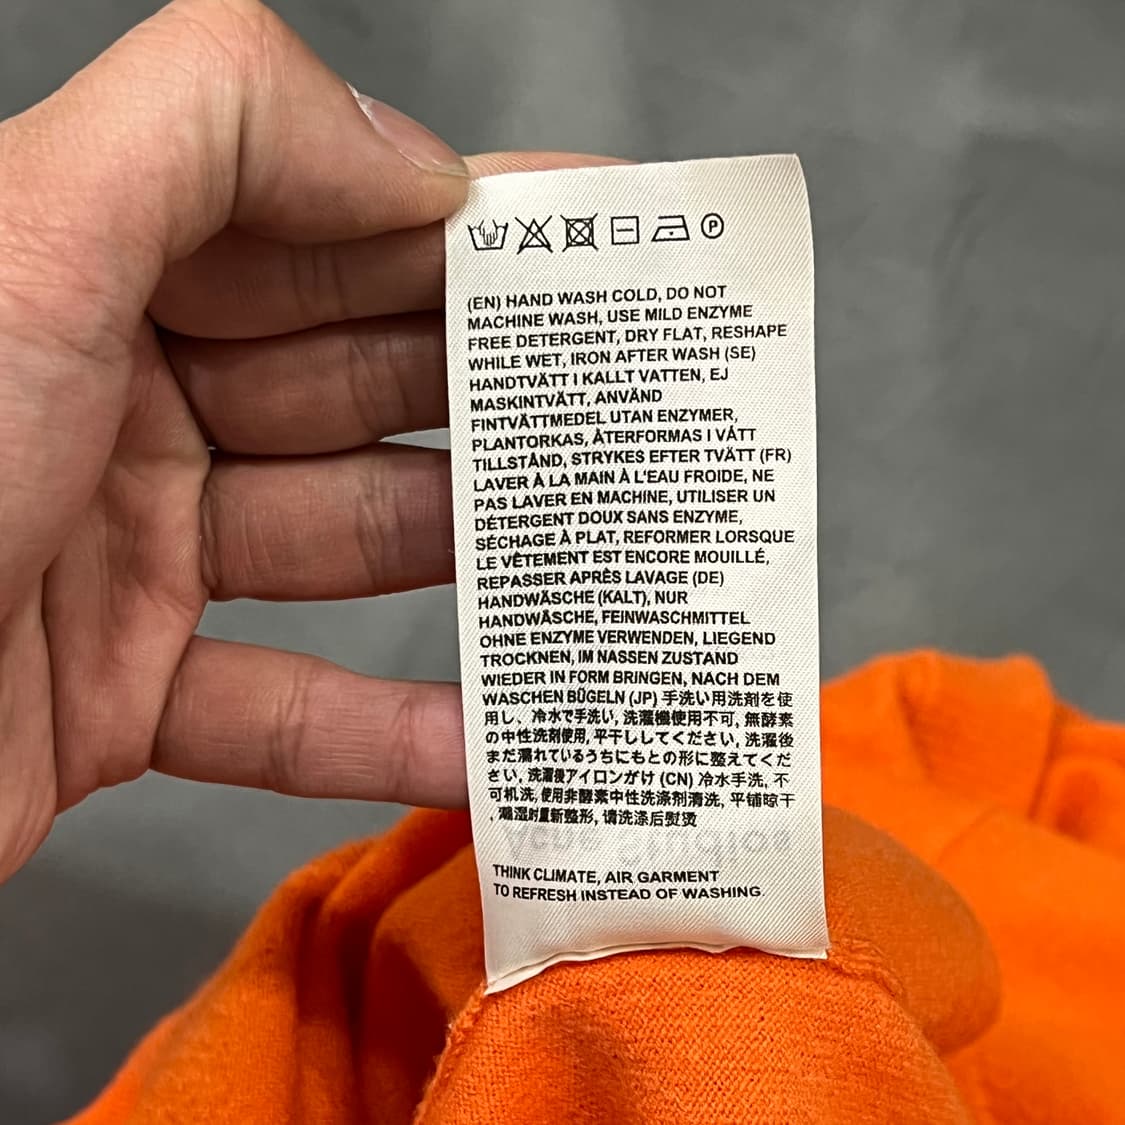 (EN) HAND WASH COLD, DO NOT
MACHINE WASH, USE MILD ENZYME
FREE DETERGENT, DRY FLAT, RESHAPE
WHILE WET, IRON AFTER WASH (SE)
HANDTVÄTT I KALLT VATTEN, EJ
MASKINTVÄTT, ANVÄND
FINTVÄTTMEDEL UTAN ENZYMER,
PLANTORKAS, ÅTERFORMAS I VÅTT
TILLSTÅND, STRYKES EFTER TVÄTT (FR)
LAVER À LA MAIN À L'EAU FROIDE, NE
PAS LAVER EN MACHINE, UTILISER UN
DÉTERGENT DOUX SANS ENZYME,
SÉCHAGE À PLAT, REFORMER LORSQUE
LE VÊTEMENT EST ENCORE MOUILLÉ,
REPASSER APRÈS LAVAGE (DE)
HANDWÄSCHE (KALT), NUR
HANDWÄSCHE, FEINWASCHMITTEL
OHNE ENZYME VERWENDEN, LIEGEND
TROCKNEN, IM NASSEN ZUSTAND
WIEDER IN FORM BRINGEN, NACH DEM
WASCHEN BÜGELN (JP) 手洗い用洗剤を使
用し、冷水で手洗い, 洗濯機使用不可, 無酵素
の中性洗剤使用, 平干ししてください, 洗濯後
まだ濡れているうちにもとの形に整えてくだ
さい, 洗濯後アイロンがけ (CN) 冷水手洗, 不
可机洗, 使用非酵素中性洗涤剂清洗, 平铺晾干
, 潮湿时重新整形, 请洗涤后熨烫
THINK CLIMATE, AIR GARMENT
TO REFRESH INSTEAD OF WASHING.
P